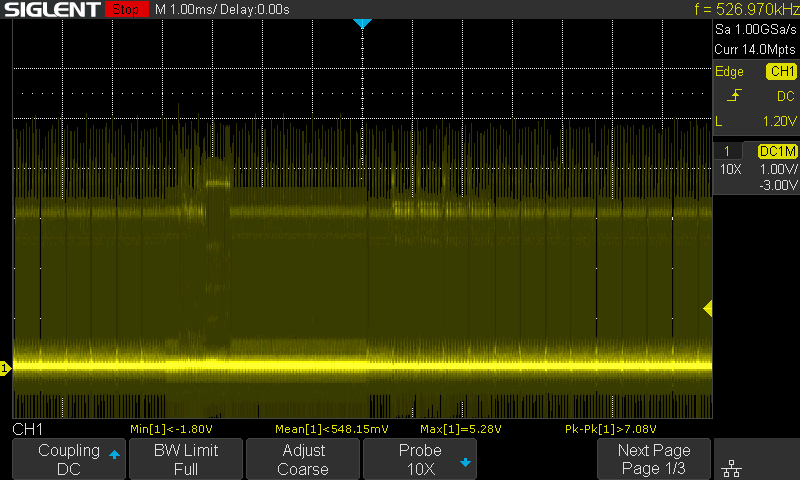 SIGLENT Stop M 1.00ms/ Delay:0.00s f = 526.970kHz
Sa 1.00GSa/s
Curr 14.0Mpts
Edge CH1
DC
L 1.20V
1 DC1M
10X 1.00V/
-3.00V
1
CH1 Min[1]<-1.80V Mean[1]<548.15mV Max[1]=5.28V Pk-Pk[1]>7.08V
Coupling BW Limit Adjust Probe Next Page
DC Full Coarse 10X Page 1/3